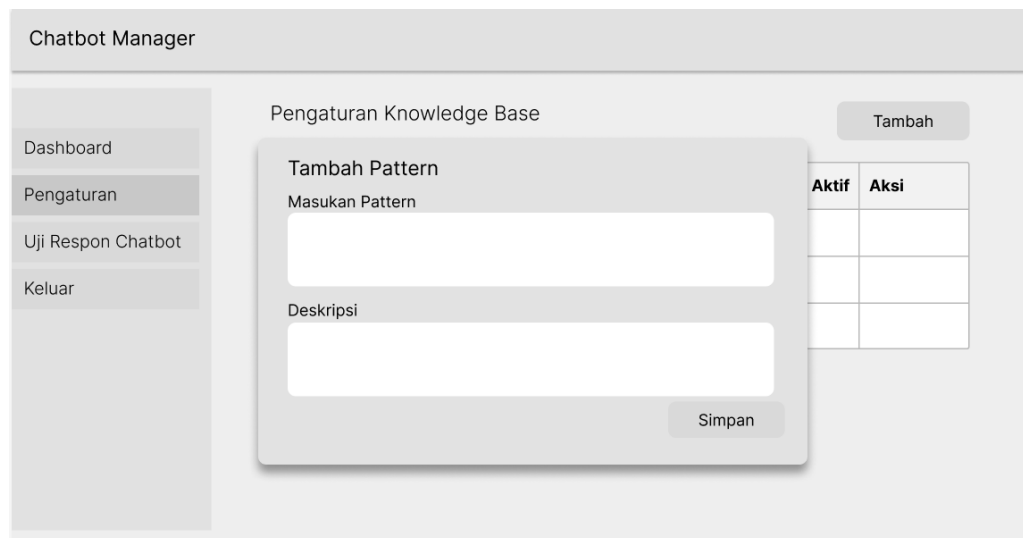 Chatbot Manager
Dashboard
Pengaturan
Uji Respon Chatbot
Keluar
Pengaturan Knowledge Base
Tambah
Aktif
Aksi
Tambah Pattern
Masukan Pattern
Deskripsi
Simpan